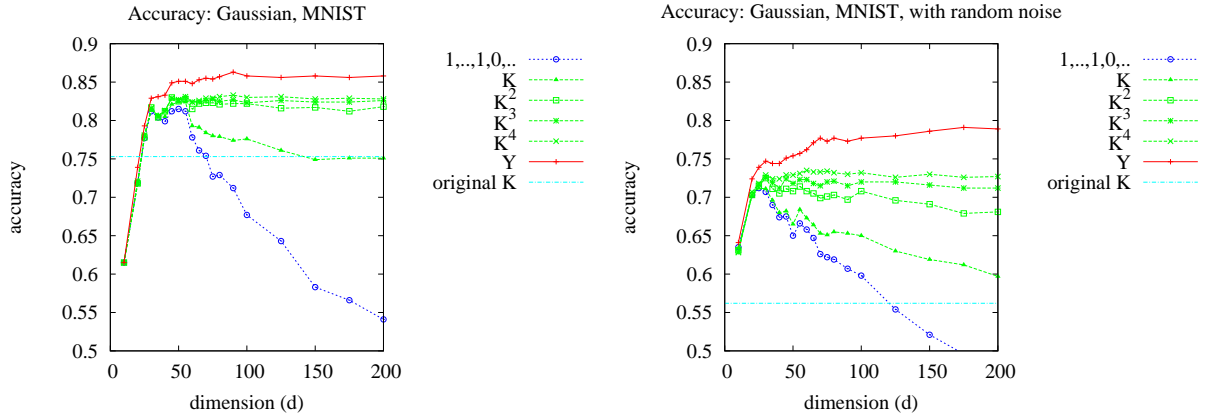 Accuracy: Gaussian, MNIST
0.9
0.85
0.8
0.75
0.7
0.65
0.6
0.55
0.5
accuracy
0 50 100 150 200
dimension (d)
1,..,1,0,..
K
K²
K³
K⁴
Y
original K
Accuracy: Gaussian, MNIST, with random noise
0.9
0.85
0.8
0.75
0.7
0.65
0.6
0.55
0.5
accuracy
0 50 100 150 200
dimension (d)
1,..,1,0,..
K
K²
K³
K⁴
Y
original K